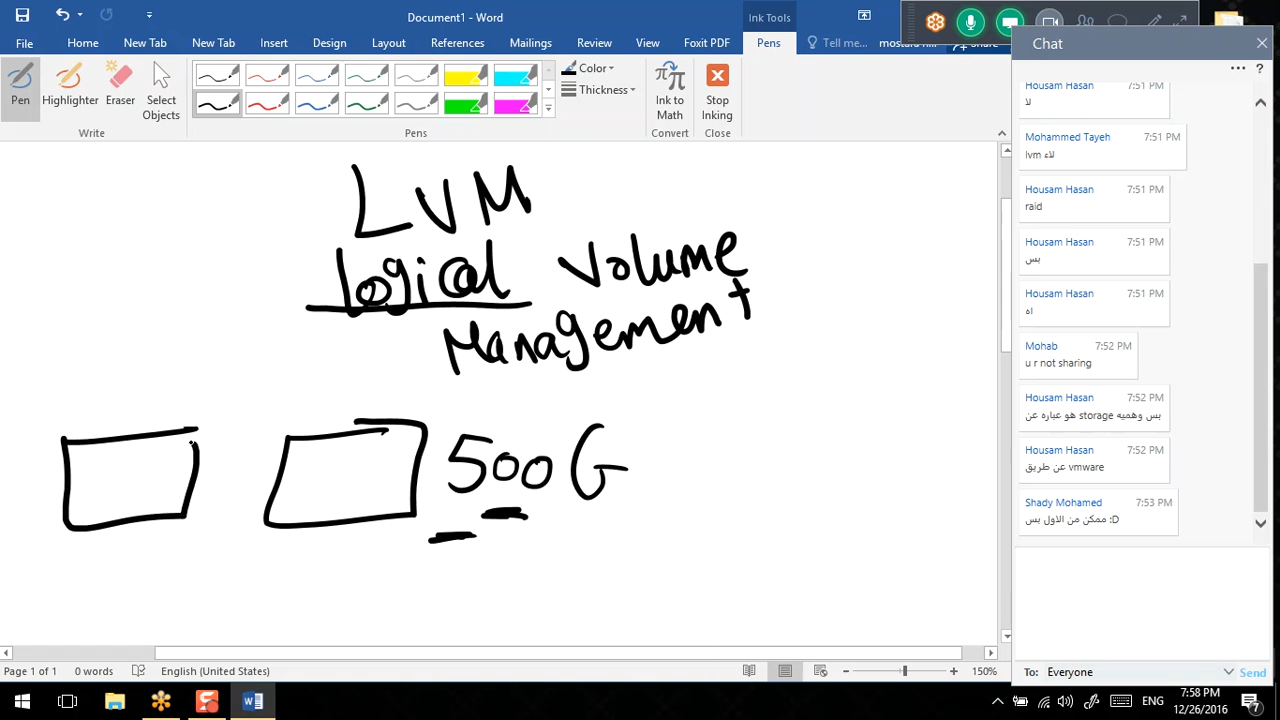 Document1 - Word
Ink Tools
File
Home
New Tab
New Tab
Insert
Design
Layout
References
Mailings
Review
View
Foxit PDF
Pens
Tell me...
Share
Pen
Highlighter
Eraser
Select
Objects
Color
Thickness
Ink to
Math
Stop
Inking
Write
Pens
Convert
Close
LVM
Logical Volume
Management
500 G
Chat
?
Housam Hasan 7:51 PM
لا
Mohammed Tayeh 7:51 PM
لاء lvm
Housam Hasan 7:51 PM
raid
Housam Hasan 7:51 PM
بس
Housam Hasan 7:51 PM
اه
Mohab 7:52 PM
u r not sharing
Housam Hasan 7:52 PM
بس وهميه storage هو عباره عن
Housam Hasan 7:52 PM
عن طريق vmware
Shady Mohamed 7:53 PM
ممكن من الاول بس :D
To: Everyone
Send
Page 1 of 1
0 words
English (United States)
150%
ENG
7:58 PM
12/26/2016
7